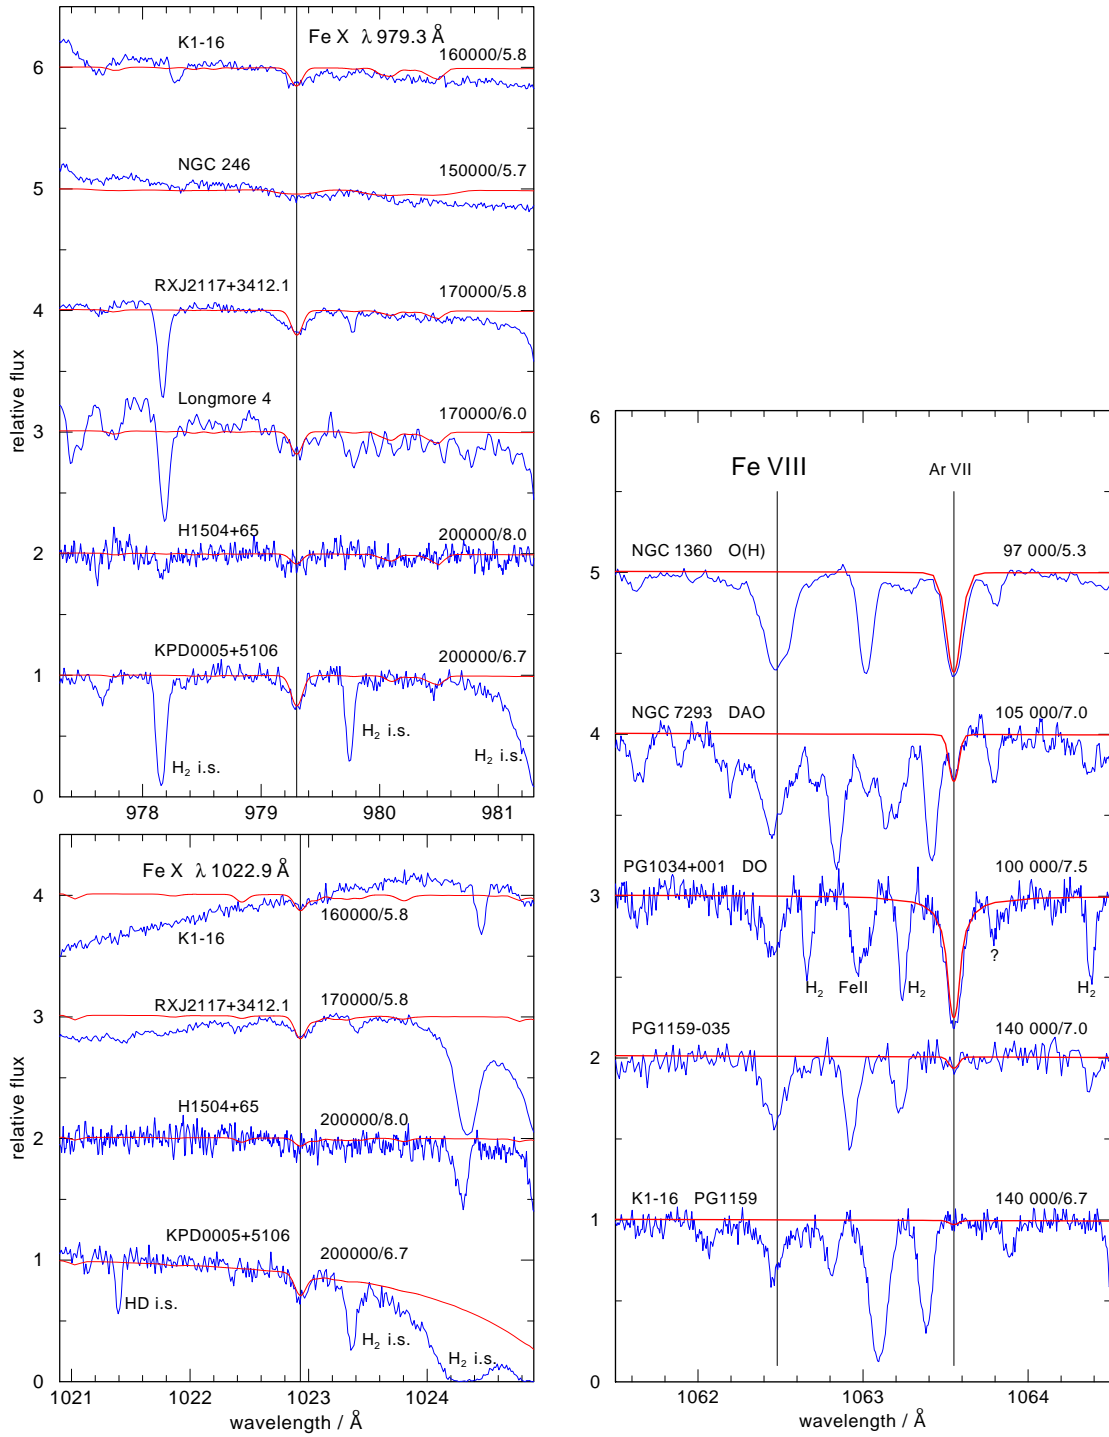 Fe X λ 979.3 Å
K1-16
160000/5.8
NGC 246
150000/5.7
RXJ2117+3412.1
170000/5.8
Longmore 4
170000/6.0
H1504+65
200000/8.0
KPD0005+5106
200000/6.7
H₂ i.s.
H₂ i.s.
H₂ i.s.
6
5
4
3
2
1
0
relative flux
978 979 980 981
Fe X λ 1022.9 Å
K1-16
160000/5.8
RXJ2117+3412.1
170000/5.8
H1504+65
200000/8.0
KPD0005+5106
200000/6.7
HD i.s.
H₂ i.s.
H₂ i.s.
4
3
2
1
0
relative flux
1021 1022 1023 1024
wavelength / Å
Fe VIII
Ar VII
NGC 1360 O(H)
97 000/5.3
NGC 7293 DAO
105 000/7.0
PG1034+001 DO
100 000/7.5
H₂ FeII H₂ ? H₂
PG1159-035
140 000/7.0
K1-16 PG1159
140 000/6.7
6
5
4
3
2
1
0
1062 1063 1064
wavelength / Å